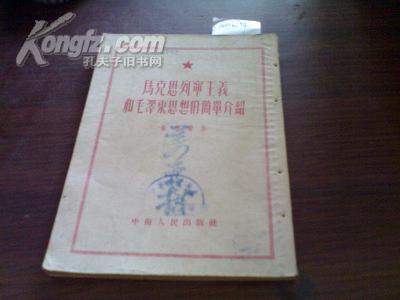 Kongfz.com
孔夫子旧书网
馬克思列寧主義
和毛澤東思想的簡單介紹
中南人民出版社